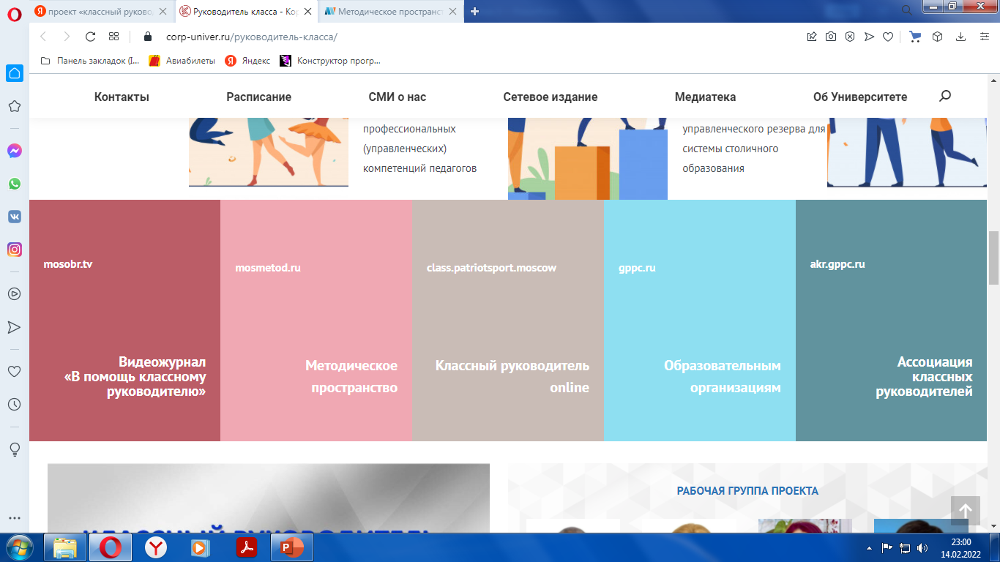 проект «классный руково
Руководитель класса - Кор
Методическое пространст
corp-univer.ru/руководитель-класса/
Панель закладок (I...
Авиабилеты
Яндекс
Конструктор прогр...
Контакты
Расписание
СМИ о нас
Сетевое издание
Медиатека
Об Университете
профессиональных
(управленческих)
компетенций педагогов
управленческого резерва для
системы столичного
образования
mosobr.tv
Видеожурнал
«В помощь классному
руководителю»
mosmetod.ru
Методическое
пространство
class.patriotsport.moscow
Классный руководитель
online
gppc.ru
Образовательным
организациям
akr.gppc.ru
Ассоциация
классных
руководителей
КЛАССНЫЙ РУКОВОДИТЕЛЬ
РАБОЧАЯ ГРУППА ПРОЕКТА
23:00
14.02.2022